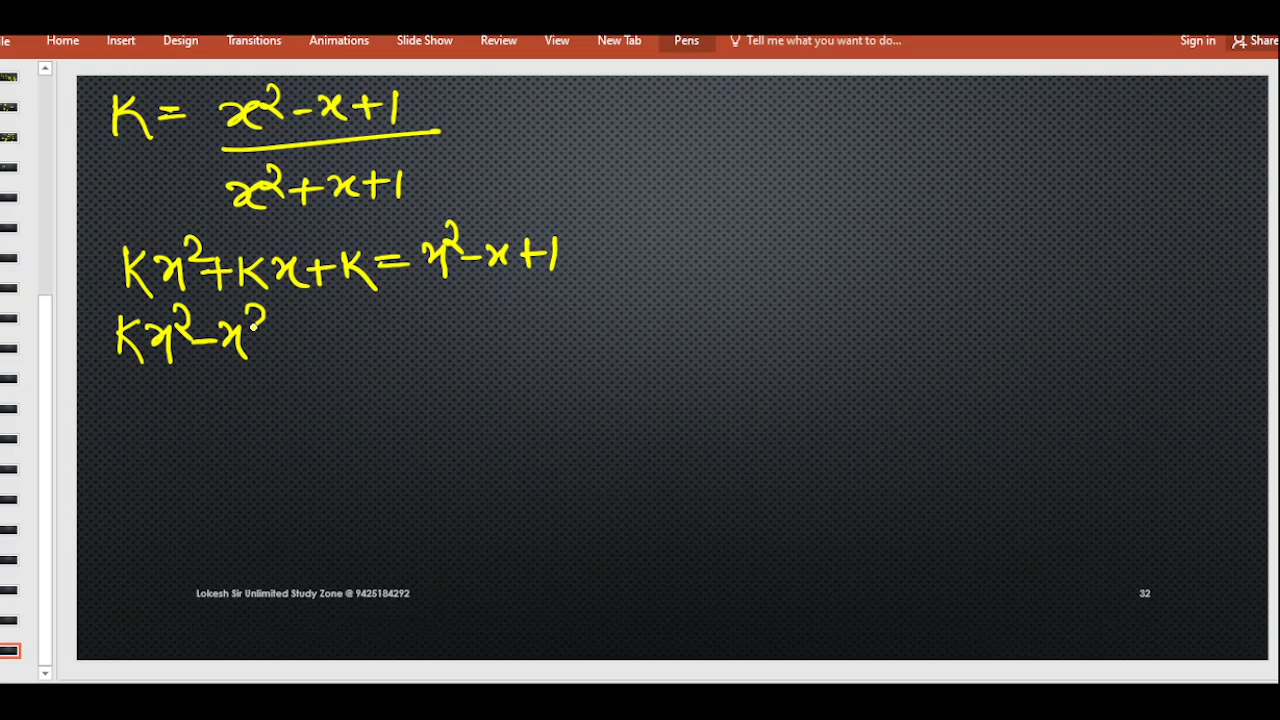 le Home Insert Design Transitions Animations Slide Show Review View New Tab Pens Tell me what you want to do... Sign in Share
K = x² - x + 1
x² + x + 1
Kx² + Kx + K = x² - x + 1
Kx² - x²
Lokesh Sir Unlimited Study Zone @ 9425184292 32